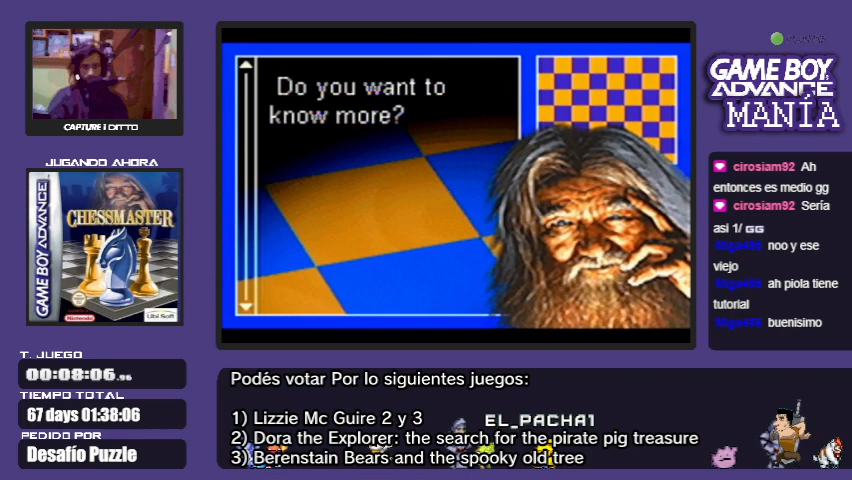 CAPTURE 1 DITTO
JUGANDO AHORA
GAME BOY ADVANCE
CHESSMASTER
Nintendo
Ubi Soft
T. JUEGO
00:08:06.96
TIEMPO TOTAL
67 days 01:38:06
PEDIDO POR
Desafío Puzzle
Do you want to
know more?
GAME BOY
ADVANCE
MANÍA
cirosiam92 Ah
entonces es medio gg
cirosiam92 Sería
asi 1/ GG
noo y ese
viejo
ah piola tiene
tutorial
buenisimo
Podés votar Por lo siguientes juegos:
1) Lizzie Mc Guire 2 y 3
EL_PACHA1
2) Dora the Explorer: the search for the pirate pig treasure
3) Berenstain Bears and the spooky old tree